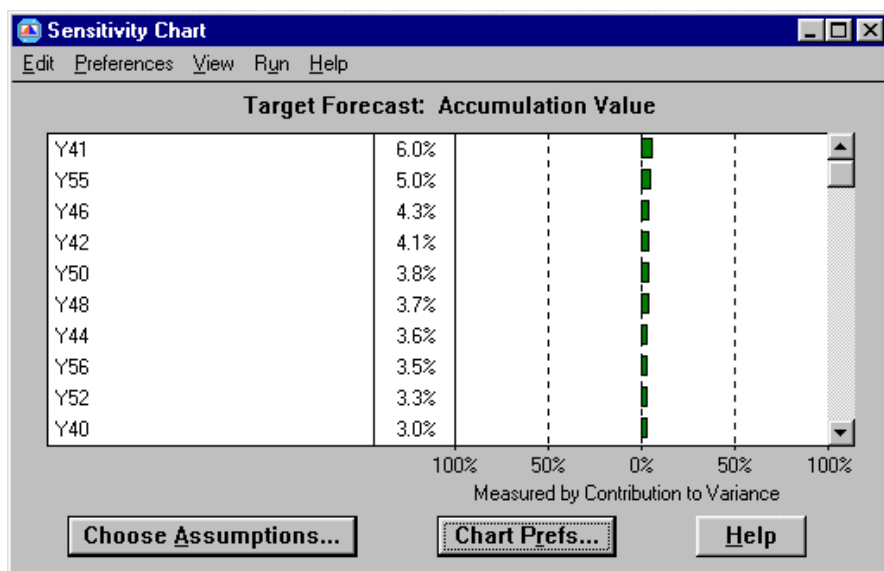 Sensitivity Chart
Edit Preferences View Run Help
Target Forecast: Accumulation Value
Y41 6.0%
Y55 5.0%
Y46 4.3%
Y42 4.1%
Y50 3.8%
Y48 3.7%
Y44 3.6%
Y56 3.5%
Y52 3.3%
Y40 3.0%
100% 50% 0% 50% 100%
Measured by Contribution to Variance
Choose Assumptions... Chart Prefs... Help